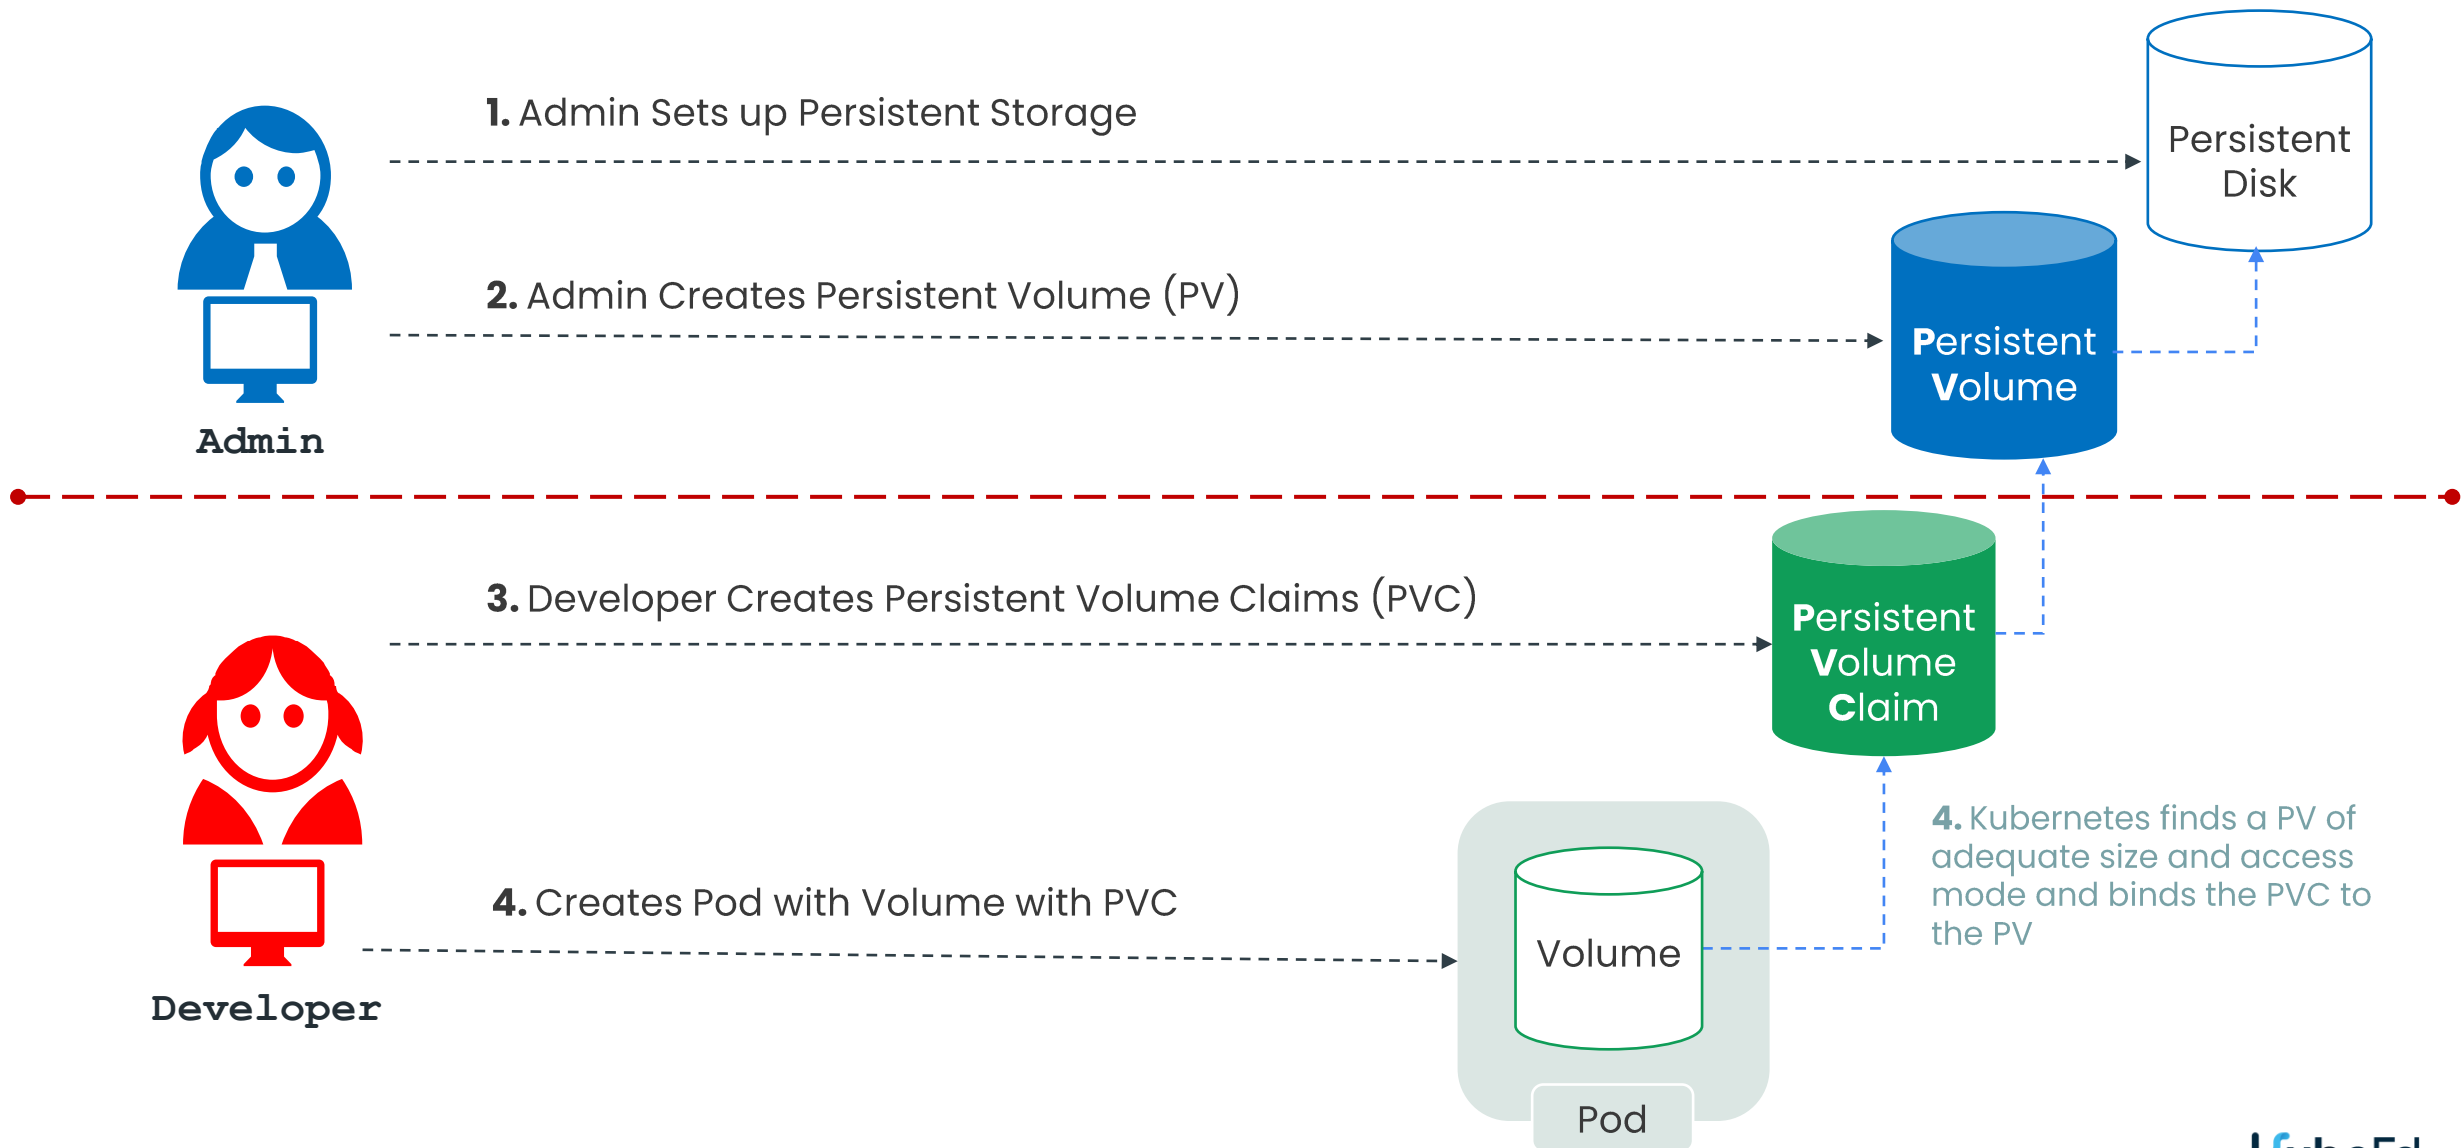 1. Admin Sets up Persistent Storage
Persistent
Disk
2. Admin Creates Persistent Volume (PV)
Persistent
Volume
Admin
3. Developer Creates Persistent Volume Claims (PVC)
Persistent
Volume
Claim
4. Kubernetes finds a PV of
adequate size and access
mode and binds the PVC to
the PV
4. Creates Pod with Volume with PVC
Volume
Developer
Pod